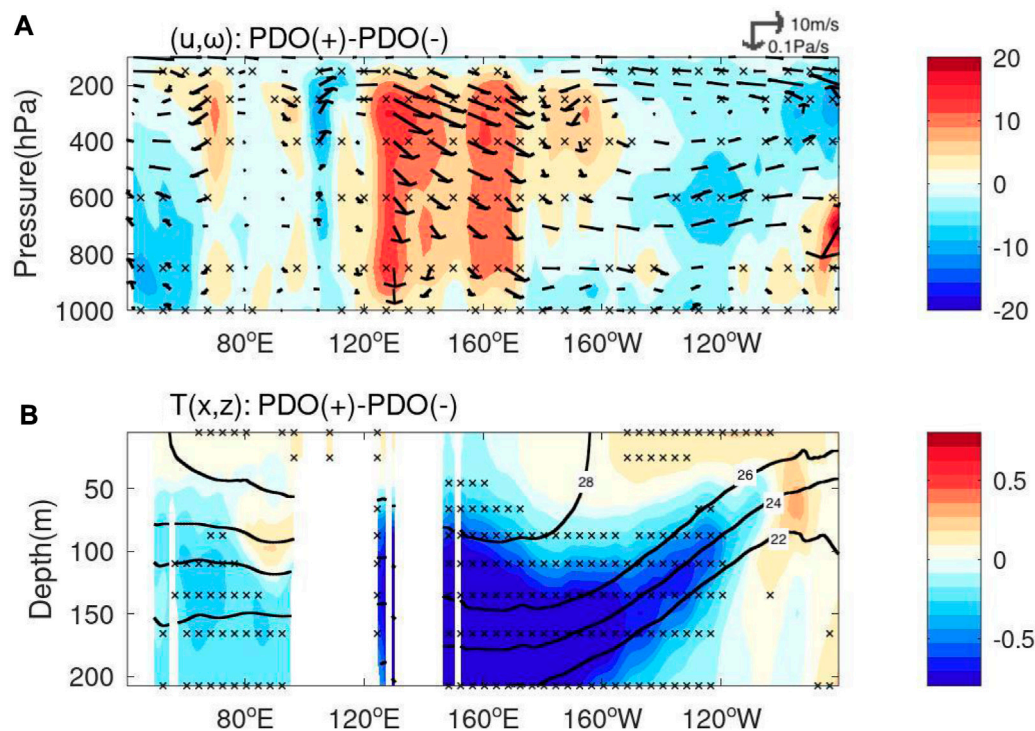 A
(u,ω): PDO(+)-PDO(-)
10m/s
0.1Pa/s
Pressure(hPa)
200
400
600
800
1000
80°E 120°E 160°E 160°W 120°W
20
10
0
-10
-20
B
T(x,z): PDO(+)-PDO(-)
Depth(m)
50
100
150
200
28
26
24
22
80°E 120°E 160°E 160°W 120°W
0.5
0
-0.5